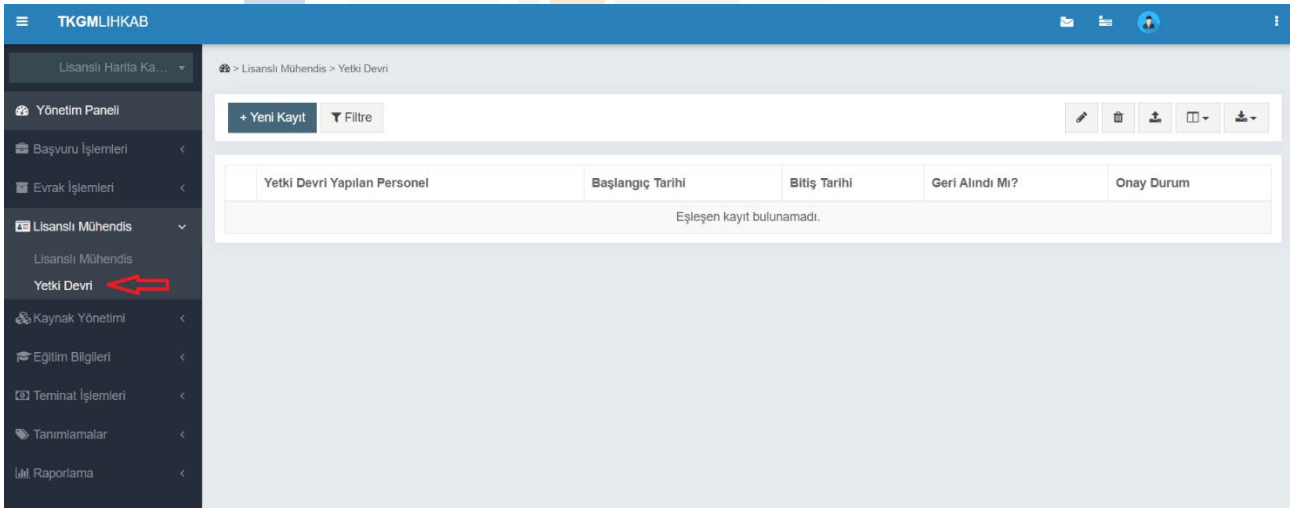 TKGMLIHKAB
Lisanslı Harita Ka...
> Lisanslı Mühendis > Yetki Devri
Yönetim Paneli
+ Yeni Kayıt Filtre
Başvuru İşlemleri
Evrak İşlemleri
Yetki Devri Yapılan Personel Başlangıç Tarihi Bitiş Tarihi Geri Alındı Mı? Onay Durum
Eşleşen kayıt bulunamadı.
Lisanslı Mühendis
Lisanslı Mühendis
Yetki Devri
Kaynak Yönetimi
Eğitim Bilgileri
Teminat İşlemleri
Tanımlamalar
Raporlama